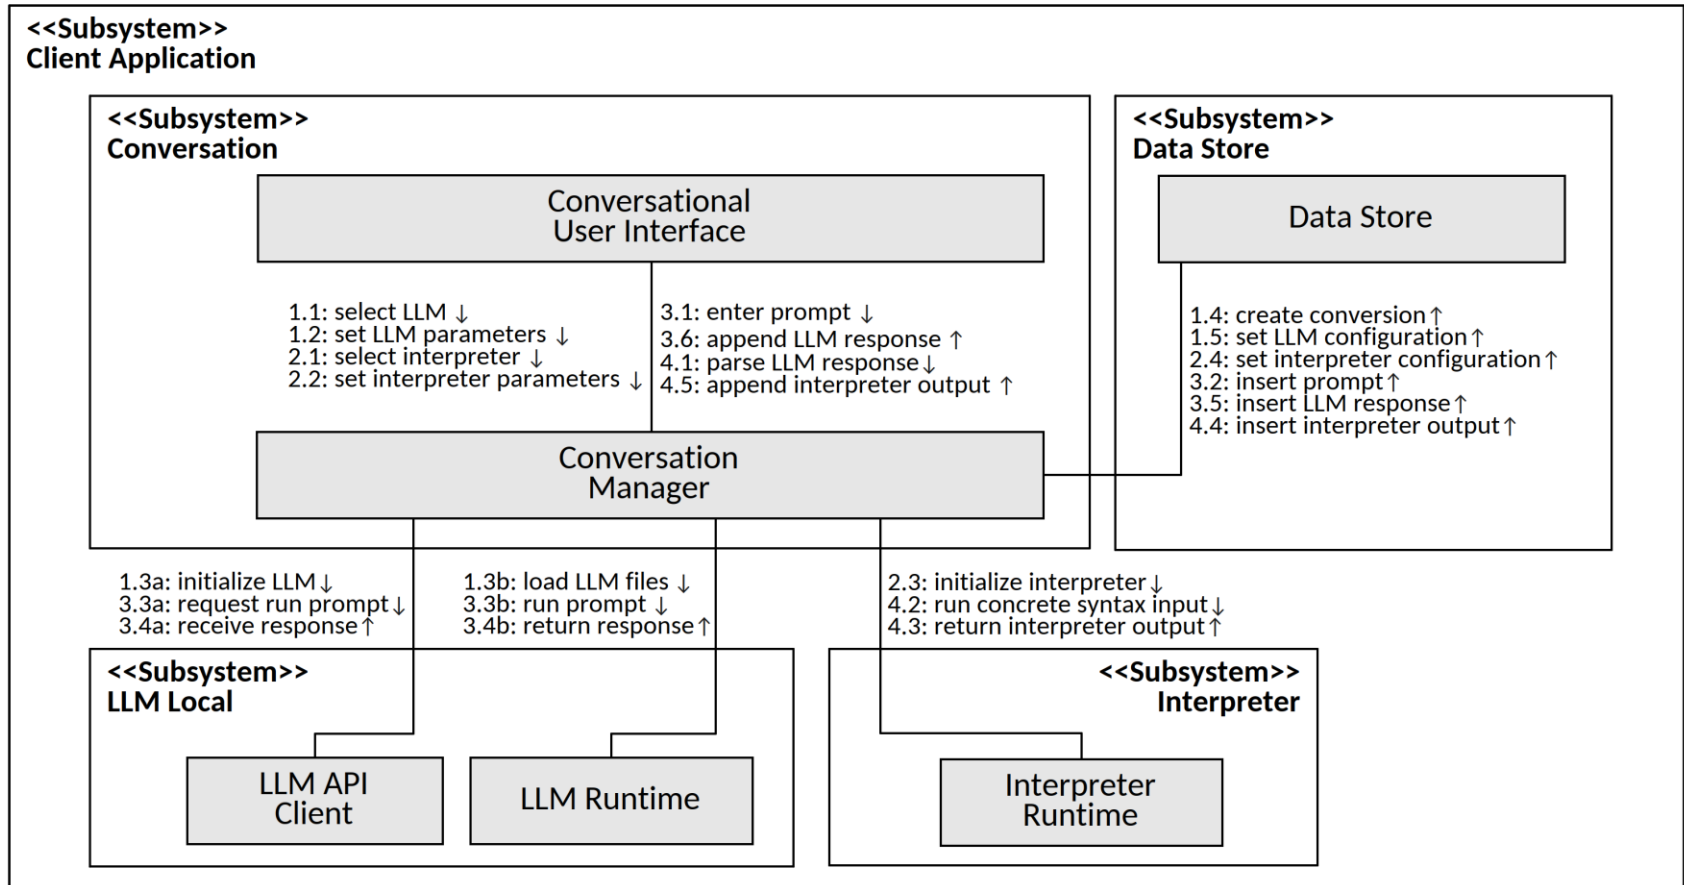 <<Subsystem>>
Client Application
<<Subsystem>>
Conversation
Conversational
User Interface
1.1: select LLM ↓
1.2: set LLM parameters ↓
2.1: select interpreter ↓
2.2: set interpreter parameters ↓
3.1: enter prompt ↓
3.6: append LLM response ↑
4.1: parse LLM response↓
4.5: append interpreter output ↑
Conversation
Manager
<<Subsystem>>
Data Store
Data Store
1.4: create conversion↑
1.5: set LLM configuration↑
2.4: set interpreter configuration↑
3.2: insert prompt↑
3.5: insert LLM response↑
4.4: insert interpreter output↑
1.3a: initialize LLM↓
3.3a: request run prompt↓
3.4a: receive response↑
1.3b: load LLM files ↓
3.3b: run prompt ↓
3.4b: return response↑
2.3: initialize interpreter↓
4.2: run concrete syntax input↓
4.3: return interpreter output↑
<<Subsystem>>
LLM Local
LLM API
Client
LLM Runtime
<<Subsystem>>
Interpreter
Interpreter
Runtime